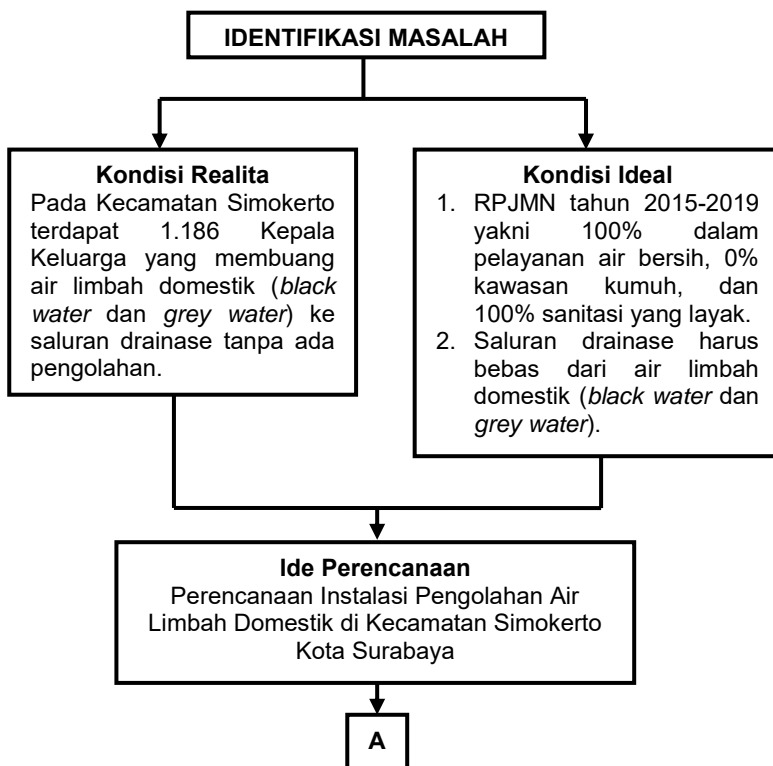 IDENTIFIKASI MASALAH
Kondisi Realita
Pada Kecamatan Simokerto
terdapat 1.186 Kepala
Keluarga yang membuang
air limbah domestik (black
water dan grey water) ke
saluran drainase tanpa ada
pengolahan.
Kondisi Ideal
1. RPJMN tahun 2015-2019
yakni 100% dalam
pelayanan air bersih, 0%
kawasan kumuh, dan
100% sanitasi yang layak.
2. Saluran drainase harus
bebas dari air limbah
domestik (black water dan
grey water).
Ide Perencanaan
Perencanaan Instalasi Pengolahan Air
Limbah Domestik di Kecamatan Simokerto
Kota Surabaya
A